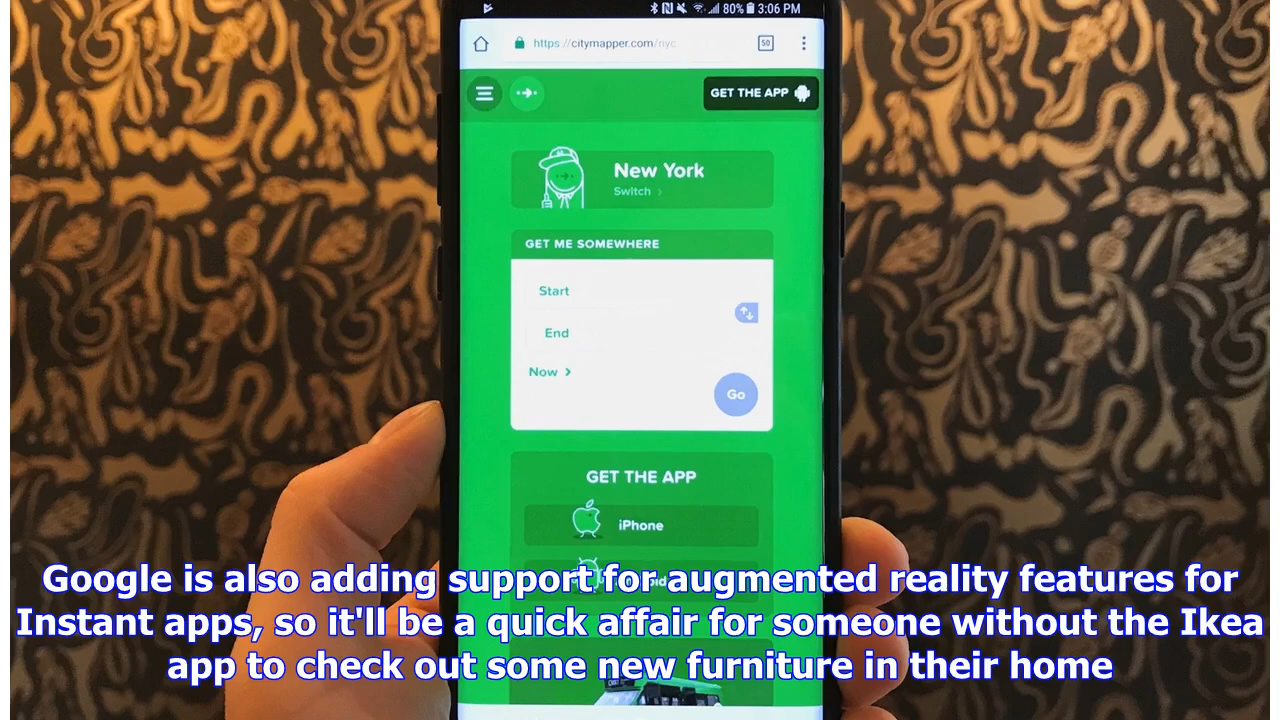 80% 3:06 PM
https://citymapper.com/nyc
50
GET THE APP
New York
Switch
GET ME SOMEWHERE
Start
End
Now
Go
GET THE APP
iPhone
Google is also adding support for augmented reality features for
Instant apps, so it'll be a quick affair for someone without the Ikea
app to check out some new furniture in their home